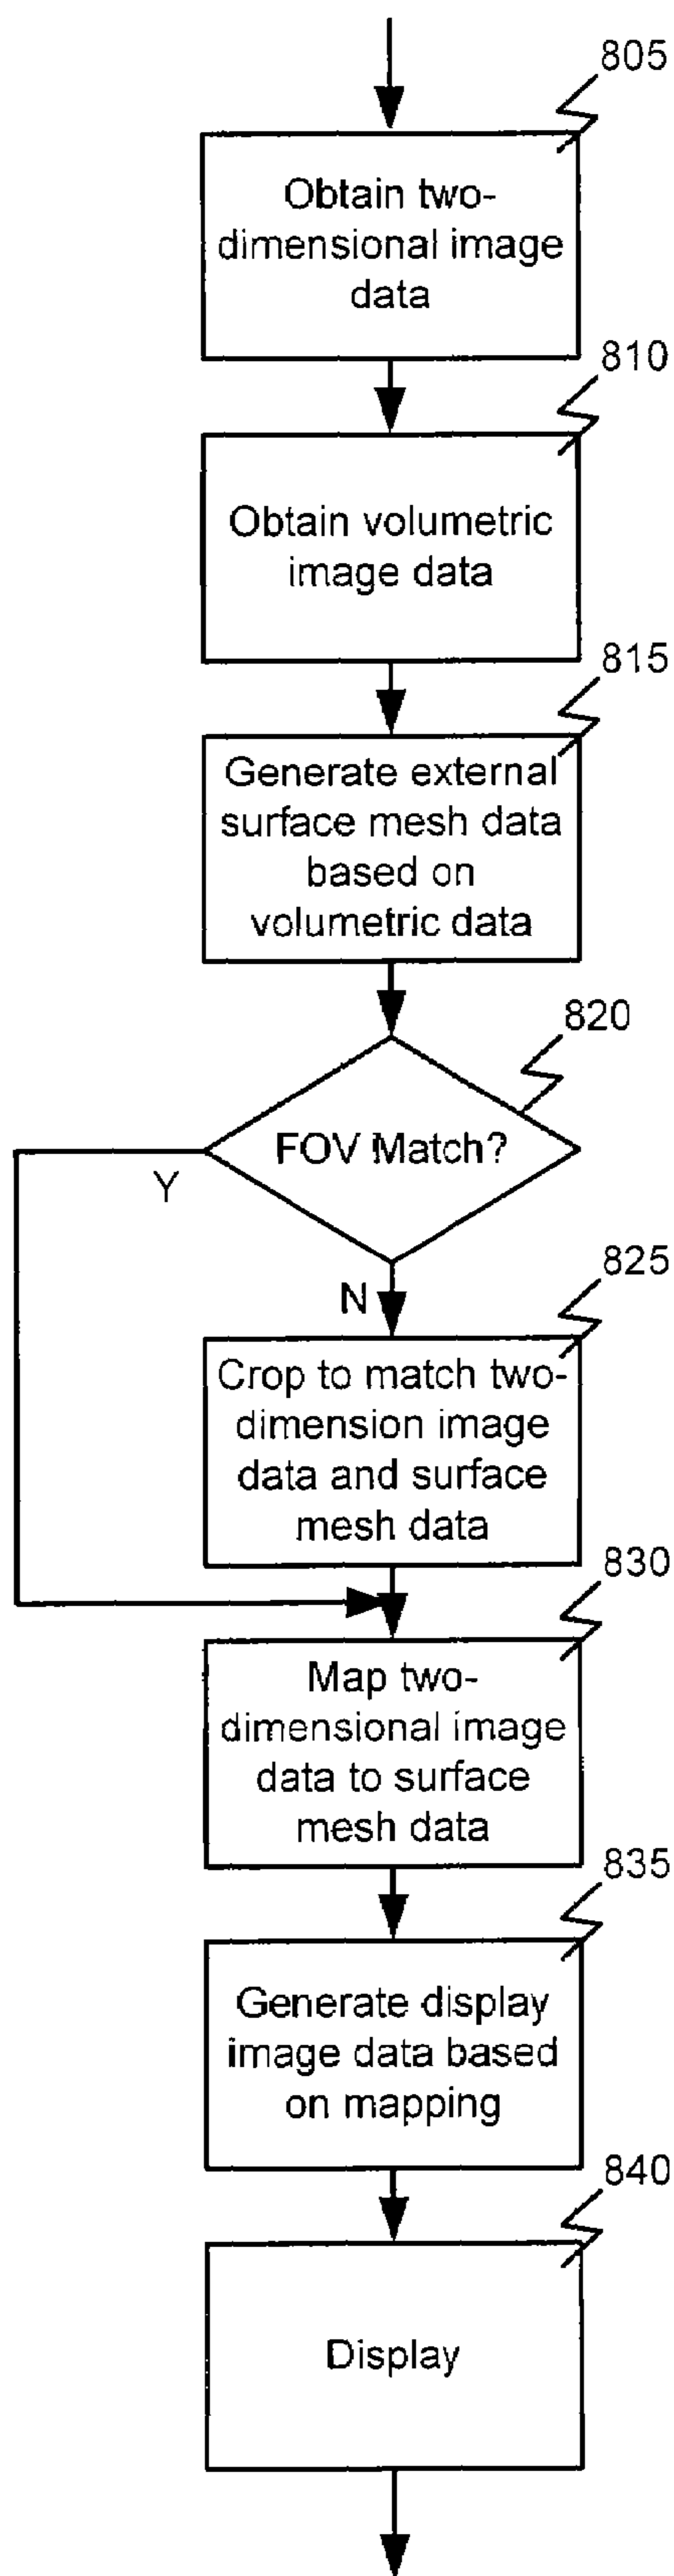 805
Obtain two-
dimensional image
data
810
Obtain volumetric
image data
815
Generate external
surface mesh data
based on
volumetric data
820
FOV Match?
Y
N
825
Crop to match two-
dimension image
data and surface
mesh data
830
Map two-
dimensional image
data to surface
mesh data
835
Generate display
image data based
on mapping
840
Display